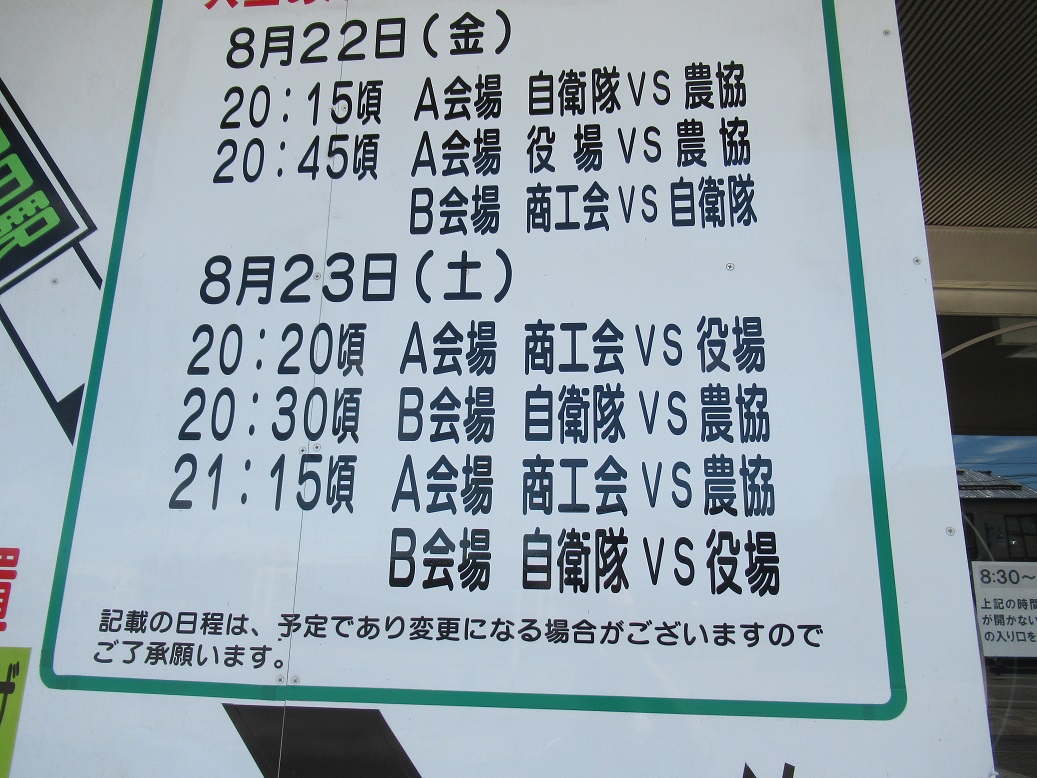 8月22日(金)
20:15頃 A会場 自衛隊VS農協
20:45頃 A会場 役場VS農協
B会場 商工会VS自衛隊
8月23日(土)
20:20頃 A会場 商工会VS役場
20:30頃 B会場 自衛隊VS農協
21:15頃 A会場 商工会VS農協
B会場 自衛隊VS役場
記載の日程は、予定であり変更になる場合がございますので
ご了承願います。
8:30～
上記の時間
が開かない
の入り口を